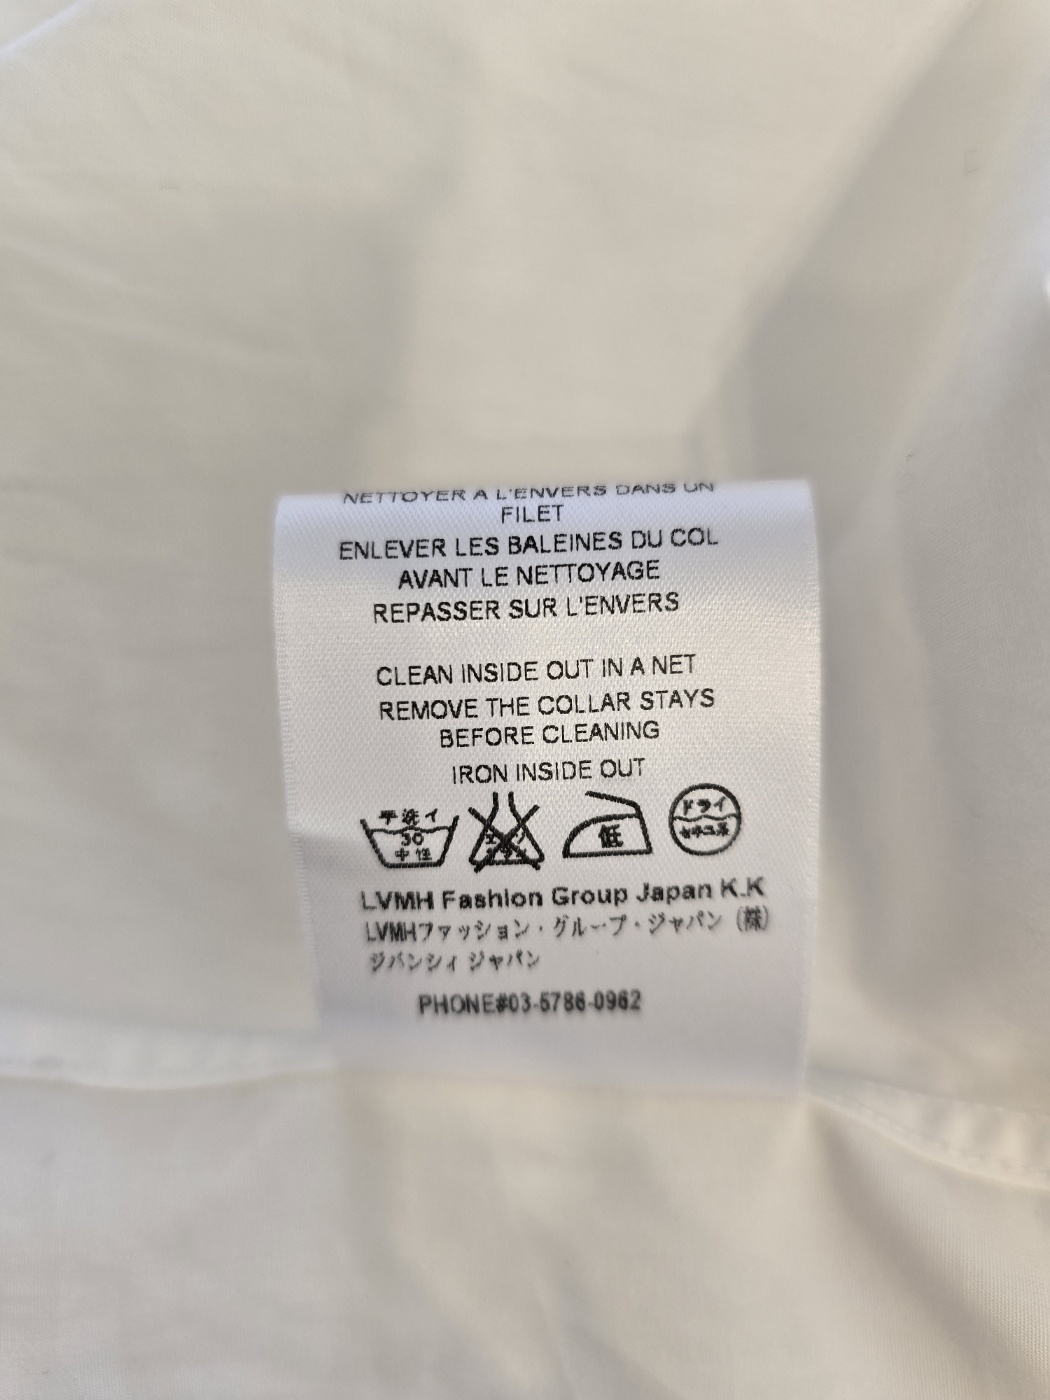 NETTOYER A L'ENVERS DANS UN
FILET
ENLEVER LES BALEINES DU COL
AVANT LE NETTOYAGE
REPASSER SUR L'ENVERS
CLEAN INSIDE OUT IN A NET
REMOVE THE COLLAR STAYS
BEFORE CLEANING
IRON INSIDE OUT
手洗イ
30
中性
低
ドライ
セキユ系
LVMH Fashion Group Japan K.K
LVMHファッション・グループ・ジャパン（株）
ジバンシィ ジャパン
PHONE#03-5786-0962